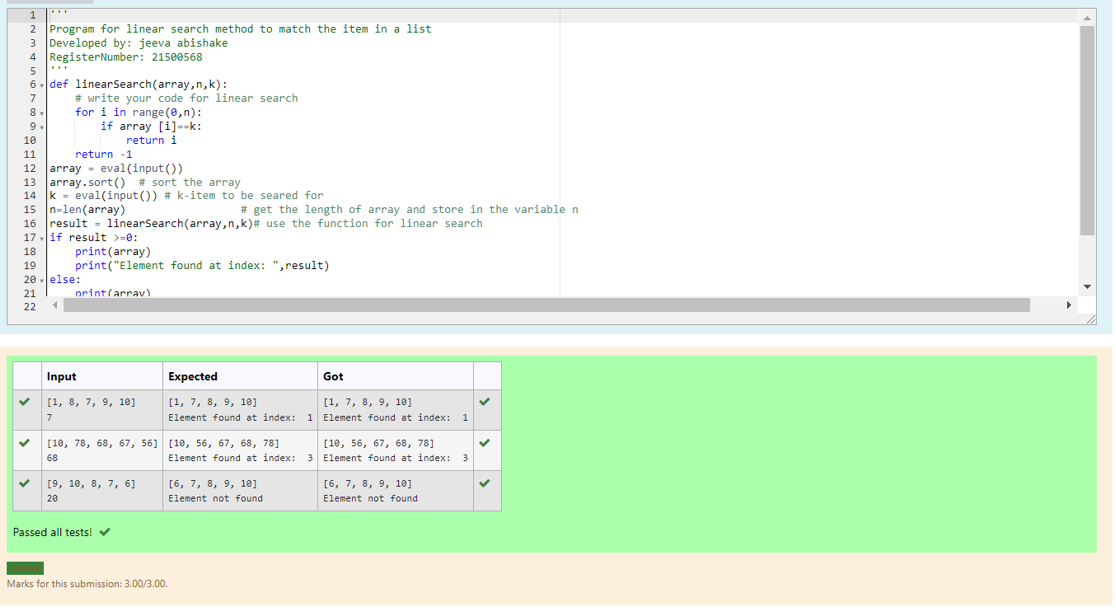 1 '''
2 Program for linear search method to match the item in a list
3 Developed by: jeeva abishake
4 RegisterNumber: 21500568
5 '''
6 def linearSearch(array,n,k):
7     # write your code for linear search
8     for i in range(0,n):
9         if array [i]==k:
10             return i
11     return -1
12 array = eval(input())
13 array.sort()  # sort the array
14 k = eval(input()) # k-item to be seared for
15 n=len(array)                  # get the length of array and store in the variable n
16 result = linearSearch(array,n,k)# use the function for linear search
17 if result >=0:
18     print(array)
19     print("Element found at index: ",result)
20 else:
21     print(array)
22
Input Expected Got
[1, 8, 7, 9, 10] [1, 7, 8, 9, 10] [1, 7, 8, 9, 10]
7 Element found at index:  1 Element found at index:  1
[10, 78, 68, 67, 56] [10, 56, 67, 68, 78] [10, 56, 67, 68, 78]
68 Element found at index:  3 Element found at index:  3
[9, 10, 8, 7, 6] [6, 7, 8, 9, 10] [6, 7, 8, 9, 10]
20 Element not found Element not found
Passed all tests!
Marks for this submission: 3.00/3.00.